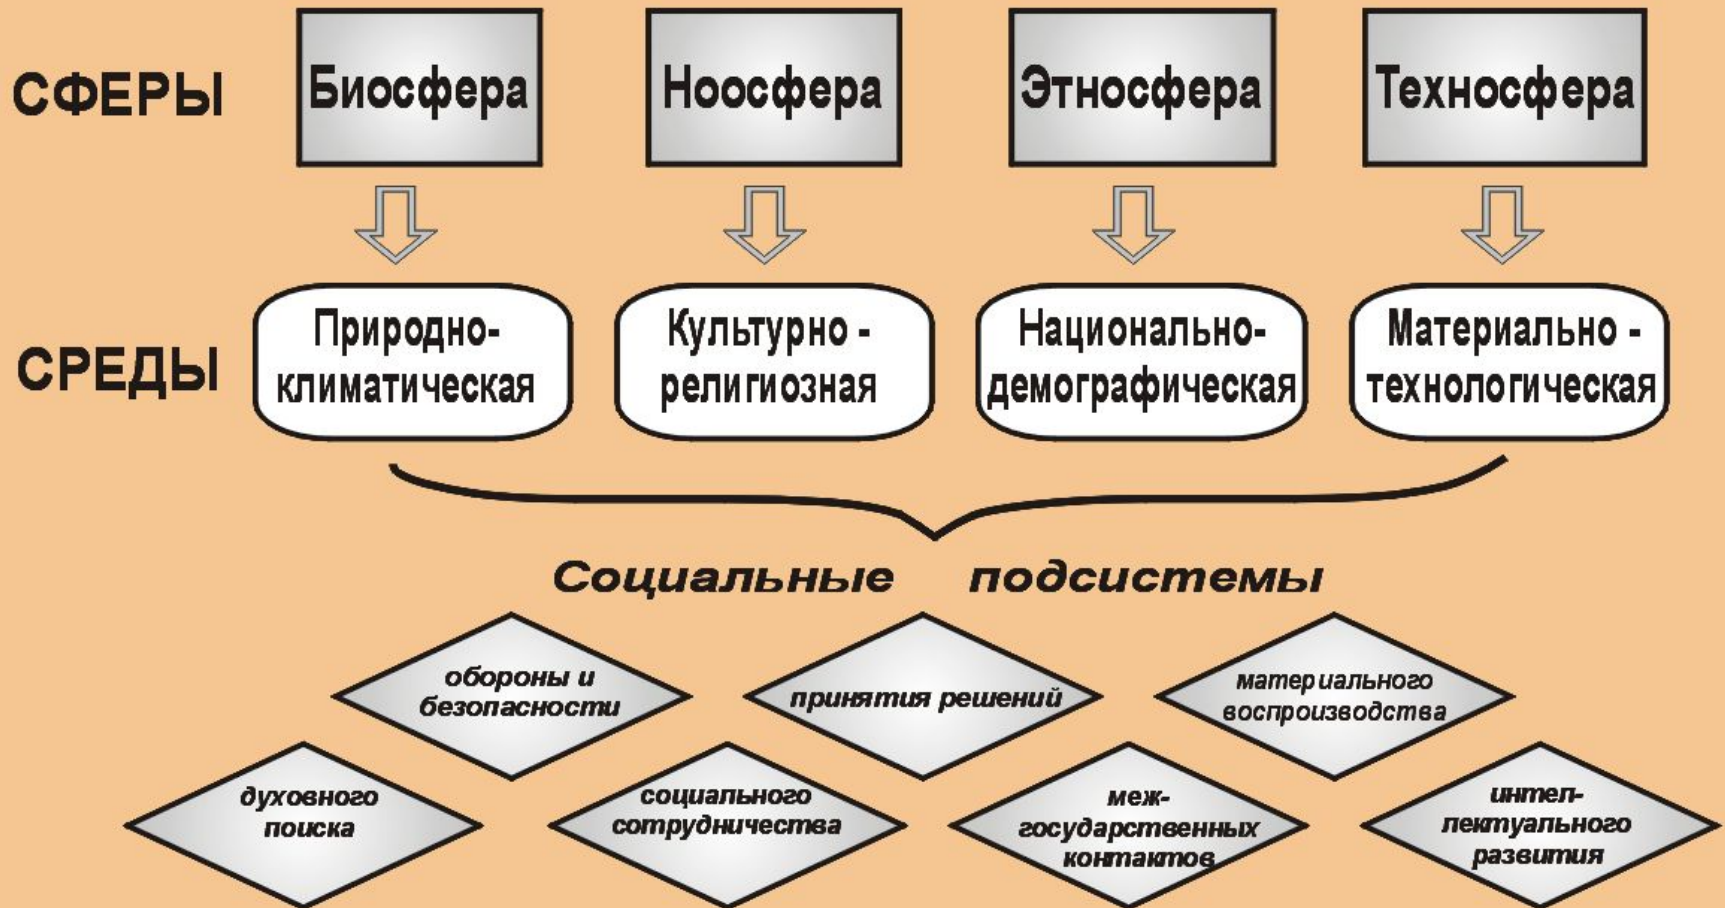 СФЕРЫ
Биосфера
Ноосфера
Этносфера
Техносфера
СРЕДЫ
Природно-
климатическая
Культурно -
религиозная
Национально-
демографическая
Материально -
технологическая
Социальные подсистемы
обороны и
безопасности
принятия решений
материального
воспроизводства
духовного
поиска
социального
сотрудничества
меж-
государственных
контактов
интел-
лектуального
развития